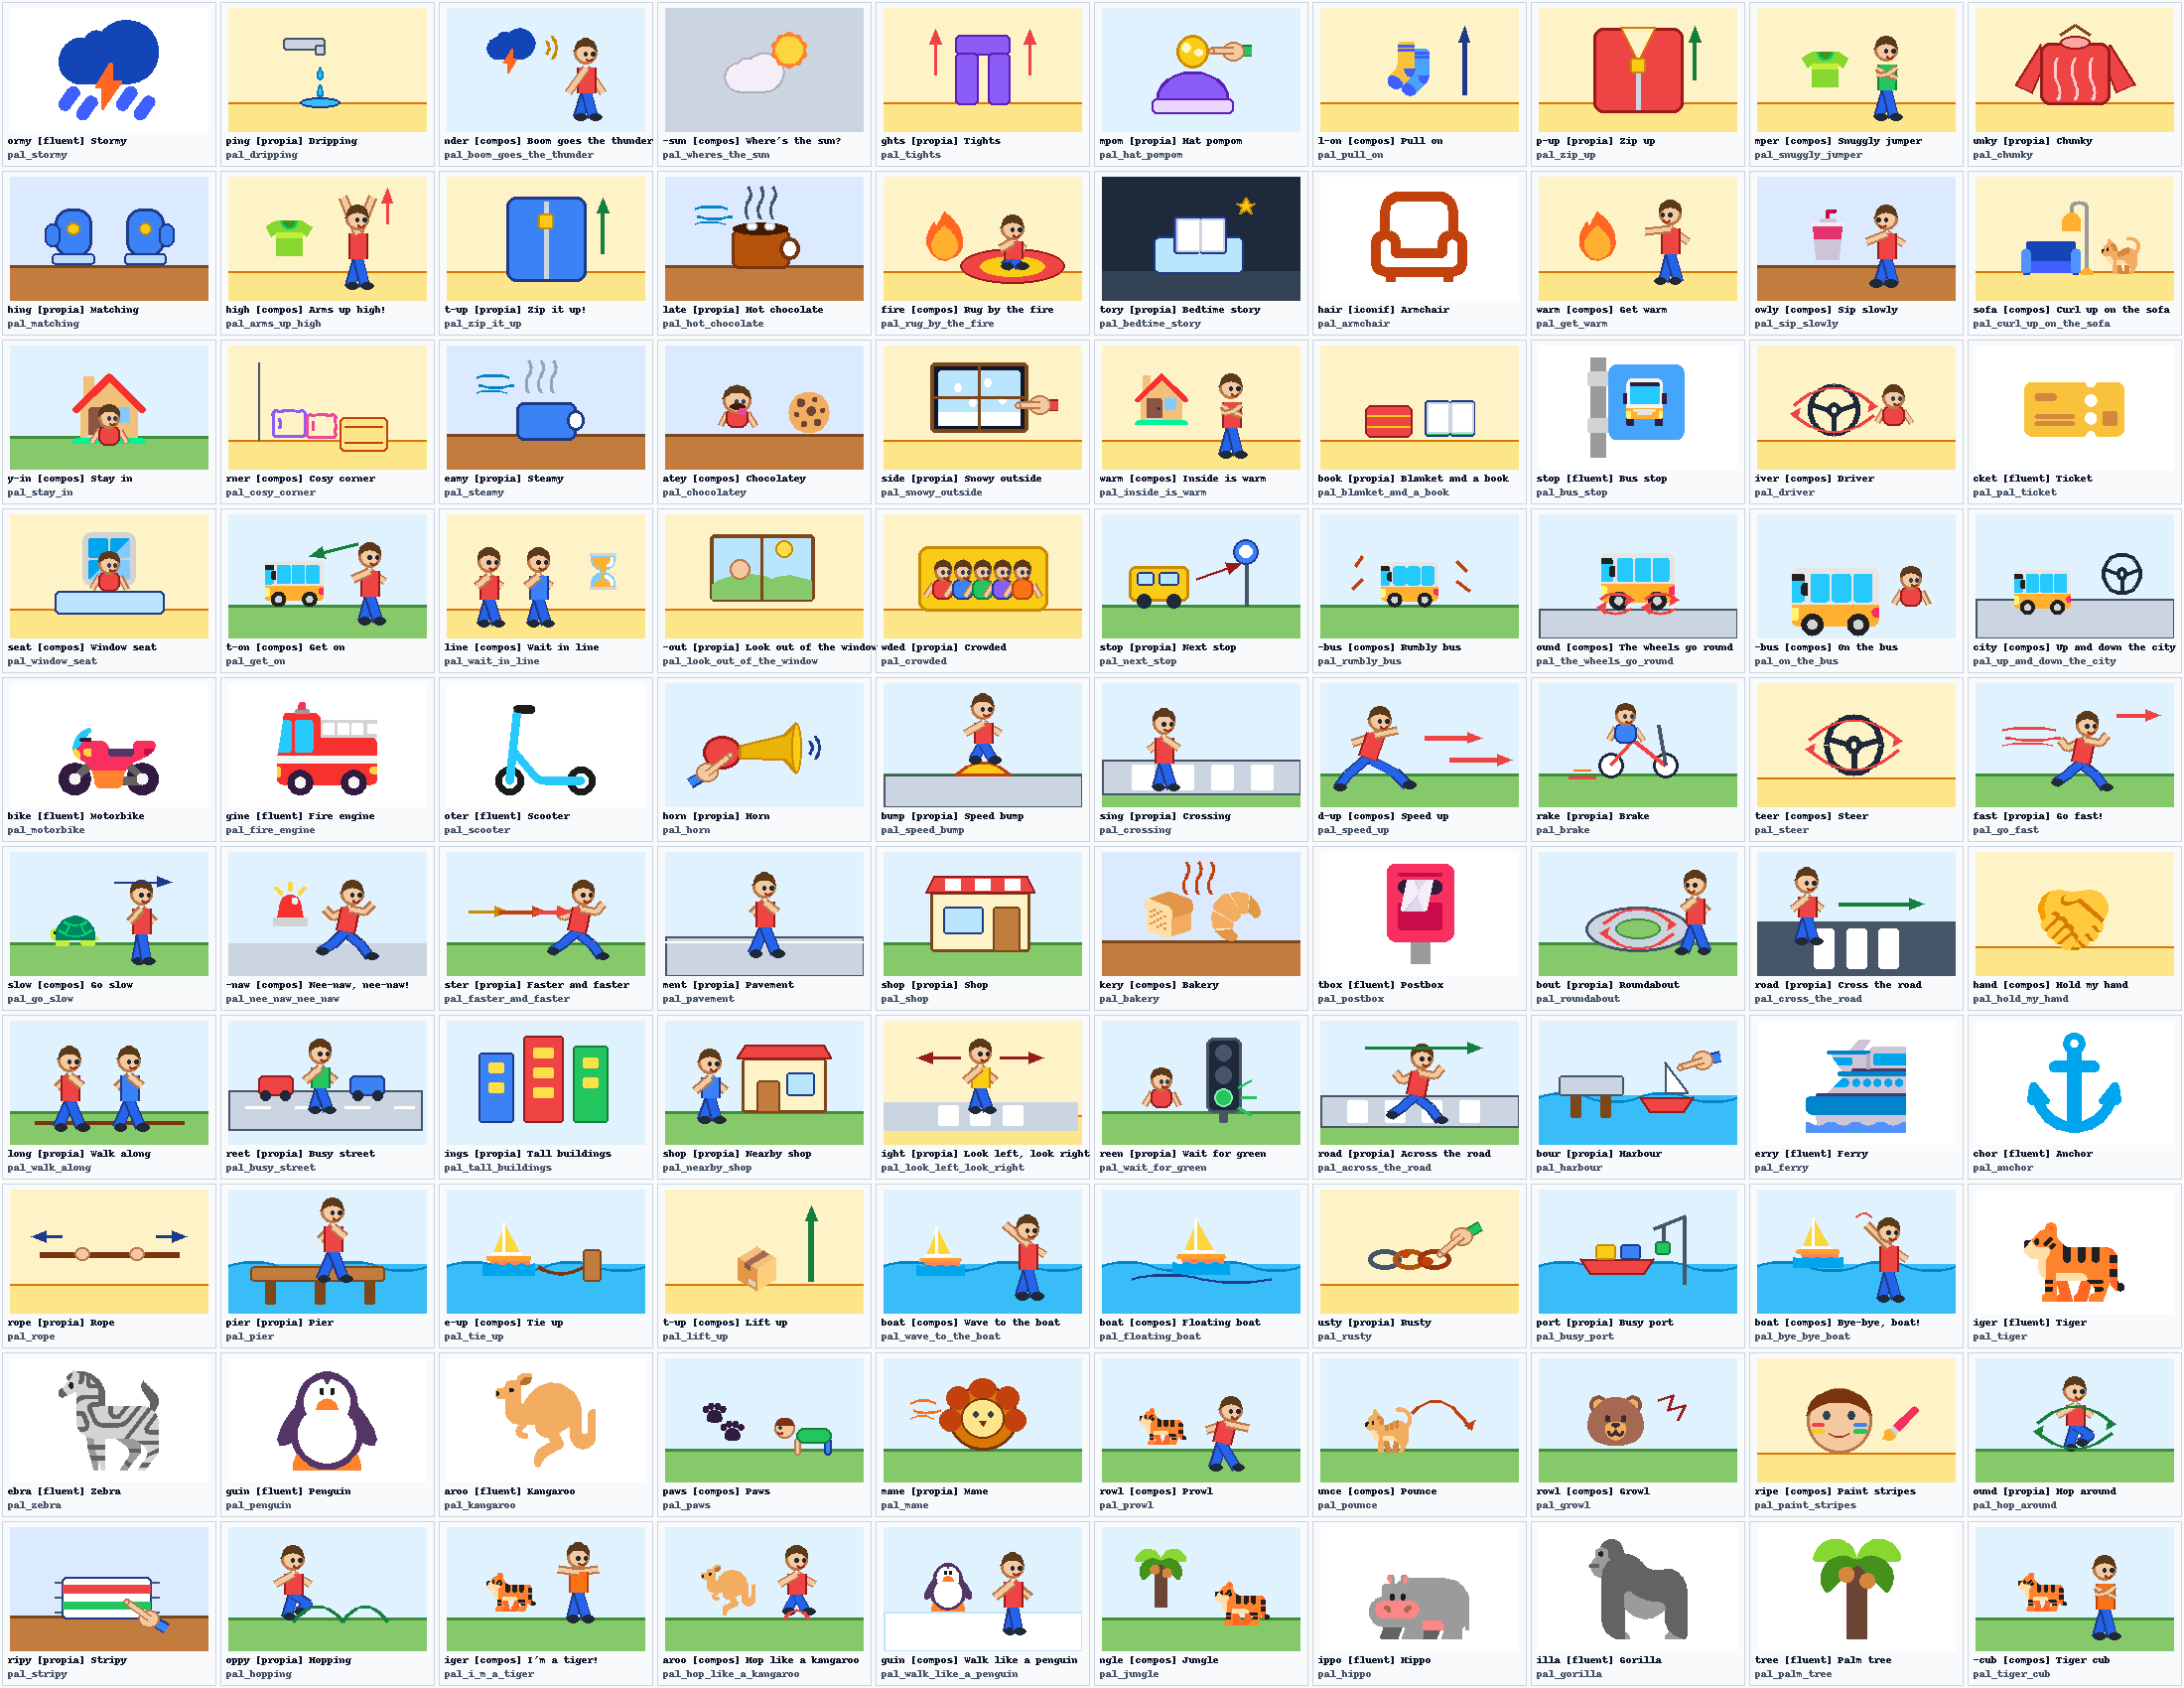 ormy [fluent] Stormy
pal_stormy
ping [propia] Dripping
pal_dripping
nder [compos] Boom goes the thunder
pal_boom_goes_the_thunder
-sun [compos] Where's the sun?
pal_wheres_the_sun
ghts [propia] Tights
pal_tights
mpom [propia] Hat pompom
pal_hat_pompom
l-on [compos] Pull on
pal_pull_on
p-up [propia] Zip up
pal_zip_up
mper [compos] Snuggly jumper
pal_snuggly_jumper
unky [propia] Chunky
pal_chunky
hing [propia] Matching
pal_matching
high [compos] Arms up high!
pal_arms_up_high
t-up [propia] Zip it up!
pal_zip_it_up
late [propia] Hot chocolate
pal_hot_chocolate
fire [compos] Rug by the fire
pal_rug_by_the_fire
tory [propia] Bedtime story
pal_bedtime_story
hair [iconif] Armchair
pal_armchair
warm [compos] Get warm
pal_get_warm
owly [compos] Sip slowly
pal_sip_slowly
sofa [compos] Curl up on the sofa
pal_curl_up_on_the_sofa
y-in [compos] Stay in
pal_stay_in
rner [compos] Cosy corner
pal_cosy_corner
eamy [propia] Steamy
pal_steamy
atey [compos] Chocolatey
pal_chocolatey
side [propia] Snowy outside
pal_snowy_outside
warm [compos] Inside is warm
pal_inside_is_warm
book [propia] Blanket and a book
pal_blanket_and_a_book
stop [fluent] Bus stop
pal_bus_stop
iver [compos] Driver
pal_driver
cket [fluent] Ticket
pal_pal_ticket
seat [compos] Window seat
pal_window_seat
t-on [compos] Get on
pal_get_on
line [compos] Wait in line
pal_wait_in_line
-out [propia] Look out of the window
pal_look_out_of_the_window
wded [propia] Crowded
pal_crowded
stop [propia] Next stop
pal_next_stop
-bus [compos] Rumbly bus
pal_rumbly_bus
ound [compos] The wheels go round
pal_the_wheels_go_round
-bus [compos] On the bus
pal_on_the_bus
city [compos] Up and down the city
pal_up_and_down_the_city
bike [fluent] Motorbike
pal_motorbike
gine [fluent] Fire engine
pal_fire_engine
oter [fluent] Scooter
pal_scooter
horn [propia] Horn
pal_horn
bump [propia] Speed bump
pal_speed_bump
sing [propia] Crossing
pal_crossing
d-up [compos] Speed up
pal_speed_up
rake [propia] Brake
pal_brake
teer [compos] Steer
pal_steer
fast [propia] Go fast!
pal_go_fast
slow [compos] Go slow
pal_go_slow
-naw [compos] Nee-naw, nee-naw!
pal_nee_naw_nee_naw
ster [propia] Faster and faster
pal_faster_and_faster
ment [propia] Pavement
pal_pavement
shop [propia] Shop
pal_shop
kery [compos] Bakery
pal_bakery
tbox [fluent] Postbox
pal_postbox
bout [propia] Roundabout
pal_roundabout
road [propia] Cross the road
pal_cross_the_road
hand [compos] Hold my hand
pal_hold_my_hand
long [propia] Walk along
pal_walk_along
reet [propia] Busy street
pal_busy_street
ings [propia] Tall buildings
pal_tall_buildings
shop [propia] Nearby shop
pal_nearby_shop
ight [propia] Look left, look right
pal_look_left_look_right
reen [propia] Wait for green
pal_wait_for_green
road [propia] Across the road
pal_across_the_road
bour [propia] Harbour
pal_harbour
erry [fluent] Ferry
pal_ferry
chor [fluent] Anchor
pal_anchor
rope [propia] Rope
pal_rope
pier [propia] Pier
pal_pier
e-up [compos] Tie up
pal_tie_up
t-up [compos] Lift up
pal_lift_up
boat [compos] Wave to the boat
pal_wave_to_the_boat
boat [compos] Floating boat
pal_floating_boat
usty [propia] Rusty
pal_rusty
port [propia] Busy port
pal_busy_port
boat [compos] Bye-bye, boat!
pal_bye_bye_boat
iger [fluent] Tiger
pal_tiger
ebra [fluent] Zebra
pal_zebra
guin [fluent] Penguin
pal_penguin
aroo [fluent] Kangaroo
pal_kangaroo
paws [compos] Paws
pal_paws
mane [propia] Mane
pal_mane
rowl [compos] Prowl
pal_prowl
unce [compos] Pounce
pal_pounce
rowl [compos] Growl
pal_growl
ripe [compos] Paint stripes
pal_paint_stripes
ound [propia] Hop around
pal_hop_around
ripy [propia] Stripy
pal_stripy
oppy [propia] Hopping
pal_hopping
iger [compos] I'm a tiger!
pal_i_m_a_tiger
aroo [compos] Hop like a kangaroo
pal_hop_like_a_kangaroo
guin [compos] Walk like a penguin
pal_walk_like_a_penguin
ngle [compos] Jungle
pal_jungle
ippo [fluent] Hippo
pal_hippo
illa [fluent] Gorilla
pal_gorilla
tree [fluent] Palm tree
pal_palm_tree
-cub [compos] Tiger cub
pal_tiger_cub